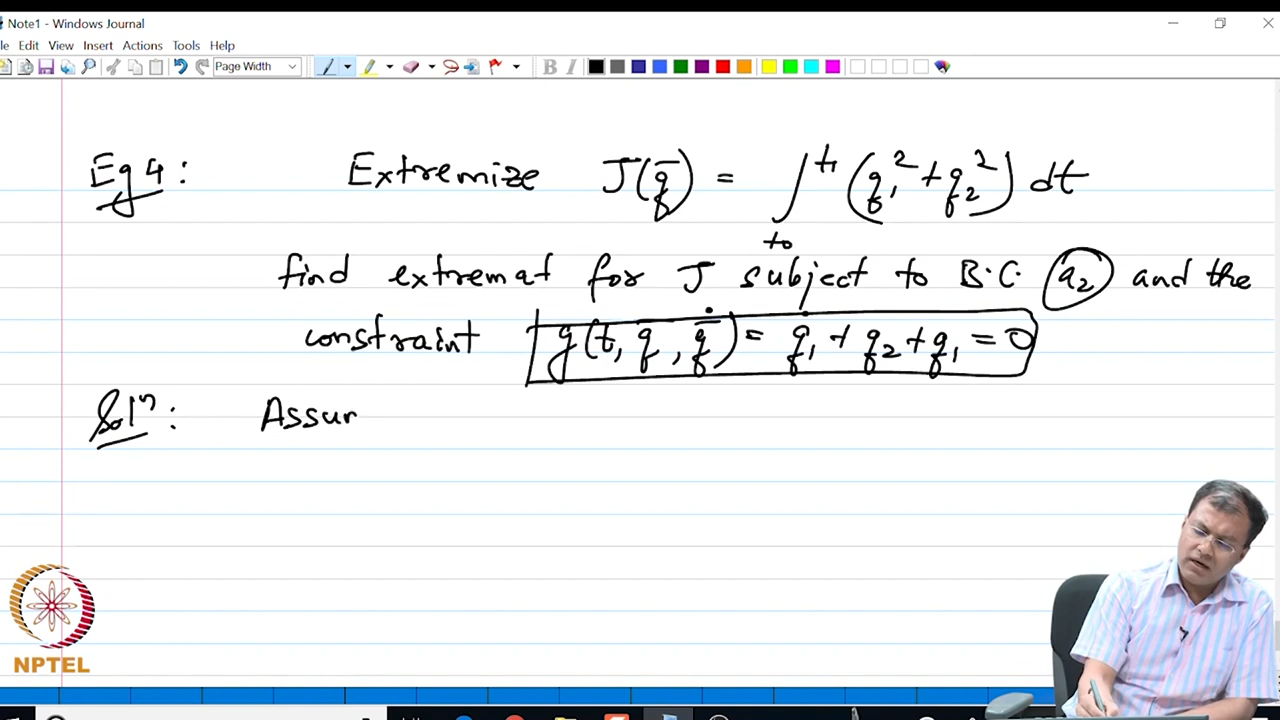 Note1 - Windows Journal
le Edit View Insert Actions Tools Help
Page Width
B I
Eg 4 : Extremize J(q̄) = ∫_{t₀}^{t₁} (q₁² + q₂²) dt
find extremal for J subject to B.C. (a₂) and the
constraint g(t, q̄, q̄̇) = q̇₁ + q₂ + q₁ = 0
Solⁿ : Assur
NPTEL